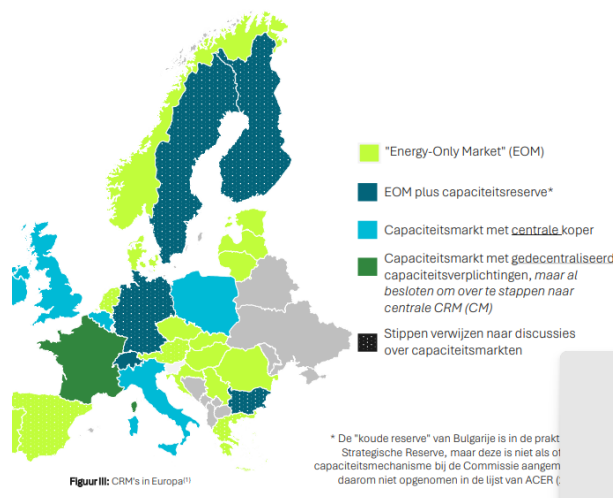 "Energy-Only Market" (EOM)
EOM plus capaciteitsreserve*
Capaciteitsmarkt met centrale koper
Capaciteitsmarkt met gedecentraliseerd
capaciteitsverplichtingen, maar al
besloten om over te stappen naar
centrale CRM (CM)
Stippen verwijzen naar discussies
over capaciteitsmarkten
* De "koude reserve" van Bulgarije is in de prakt
Strategische Reserve, maar deze is niet als of
capaciteitsmechanisme bij de Commissie aangem
daarom niet opgenomen in de lijst van ACER (
Figuur III: CRM's in Europa(1)